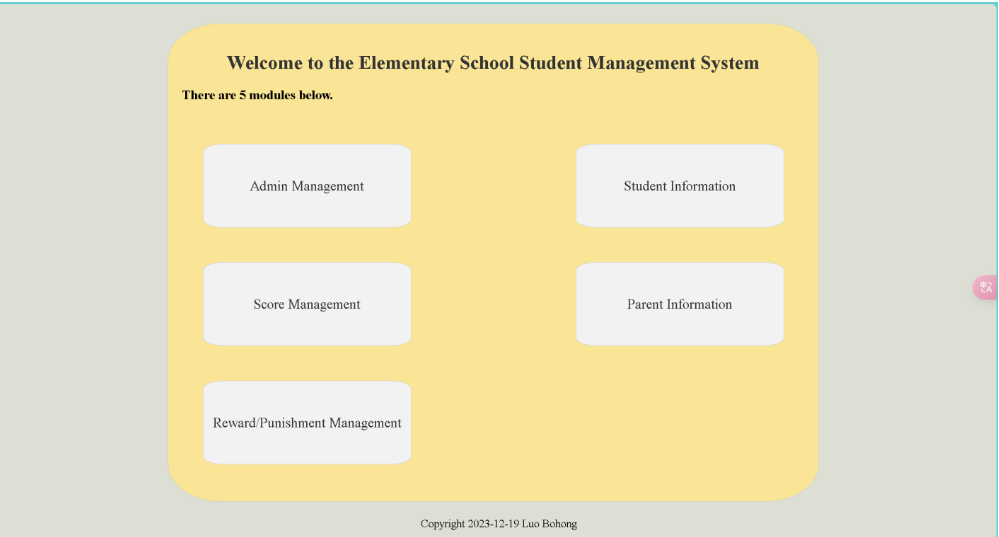 Welcome to the Elementary School Student Management System
There are 5 modules below.
Admin Management
Student Information
Score Management
Parent Information
Reward/Punishment Management
Copyright 2023-12-19 Luo Bohong